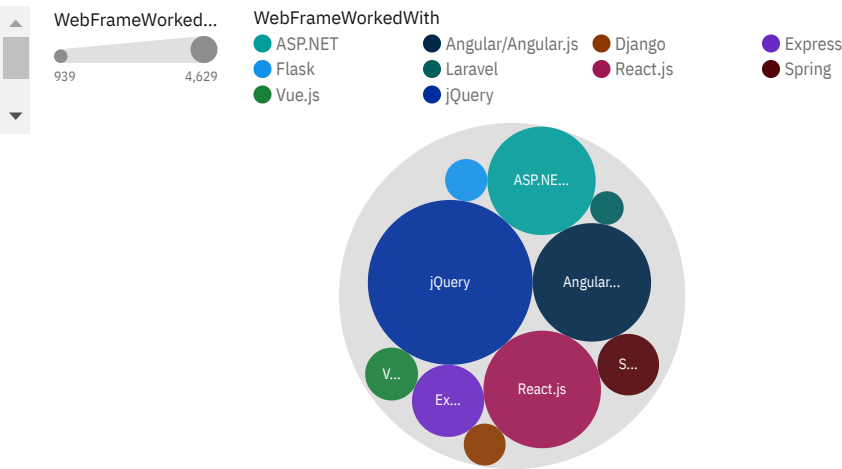 WebFrameWorked...
939
4,629
WebFrameWorkedWith
ASP.NET
Angular/Angular.js
Django
Express
Flask
Laravel
React.js
Spring
Vue.js
jQuery
ASP.NE...
jQuery
Angular...
S...
V...
React.js
Ex...